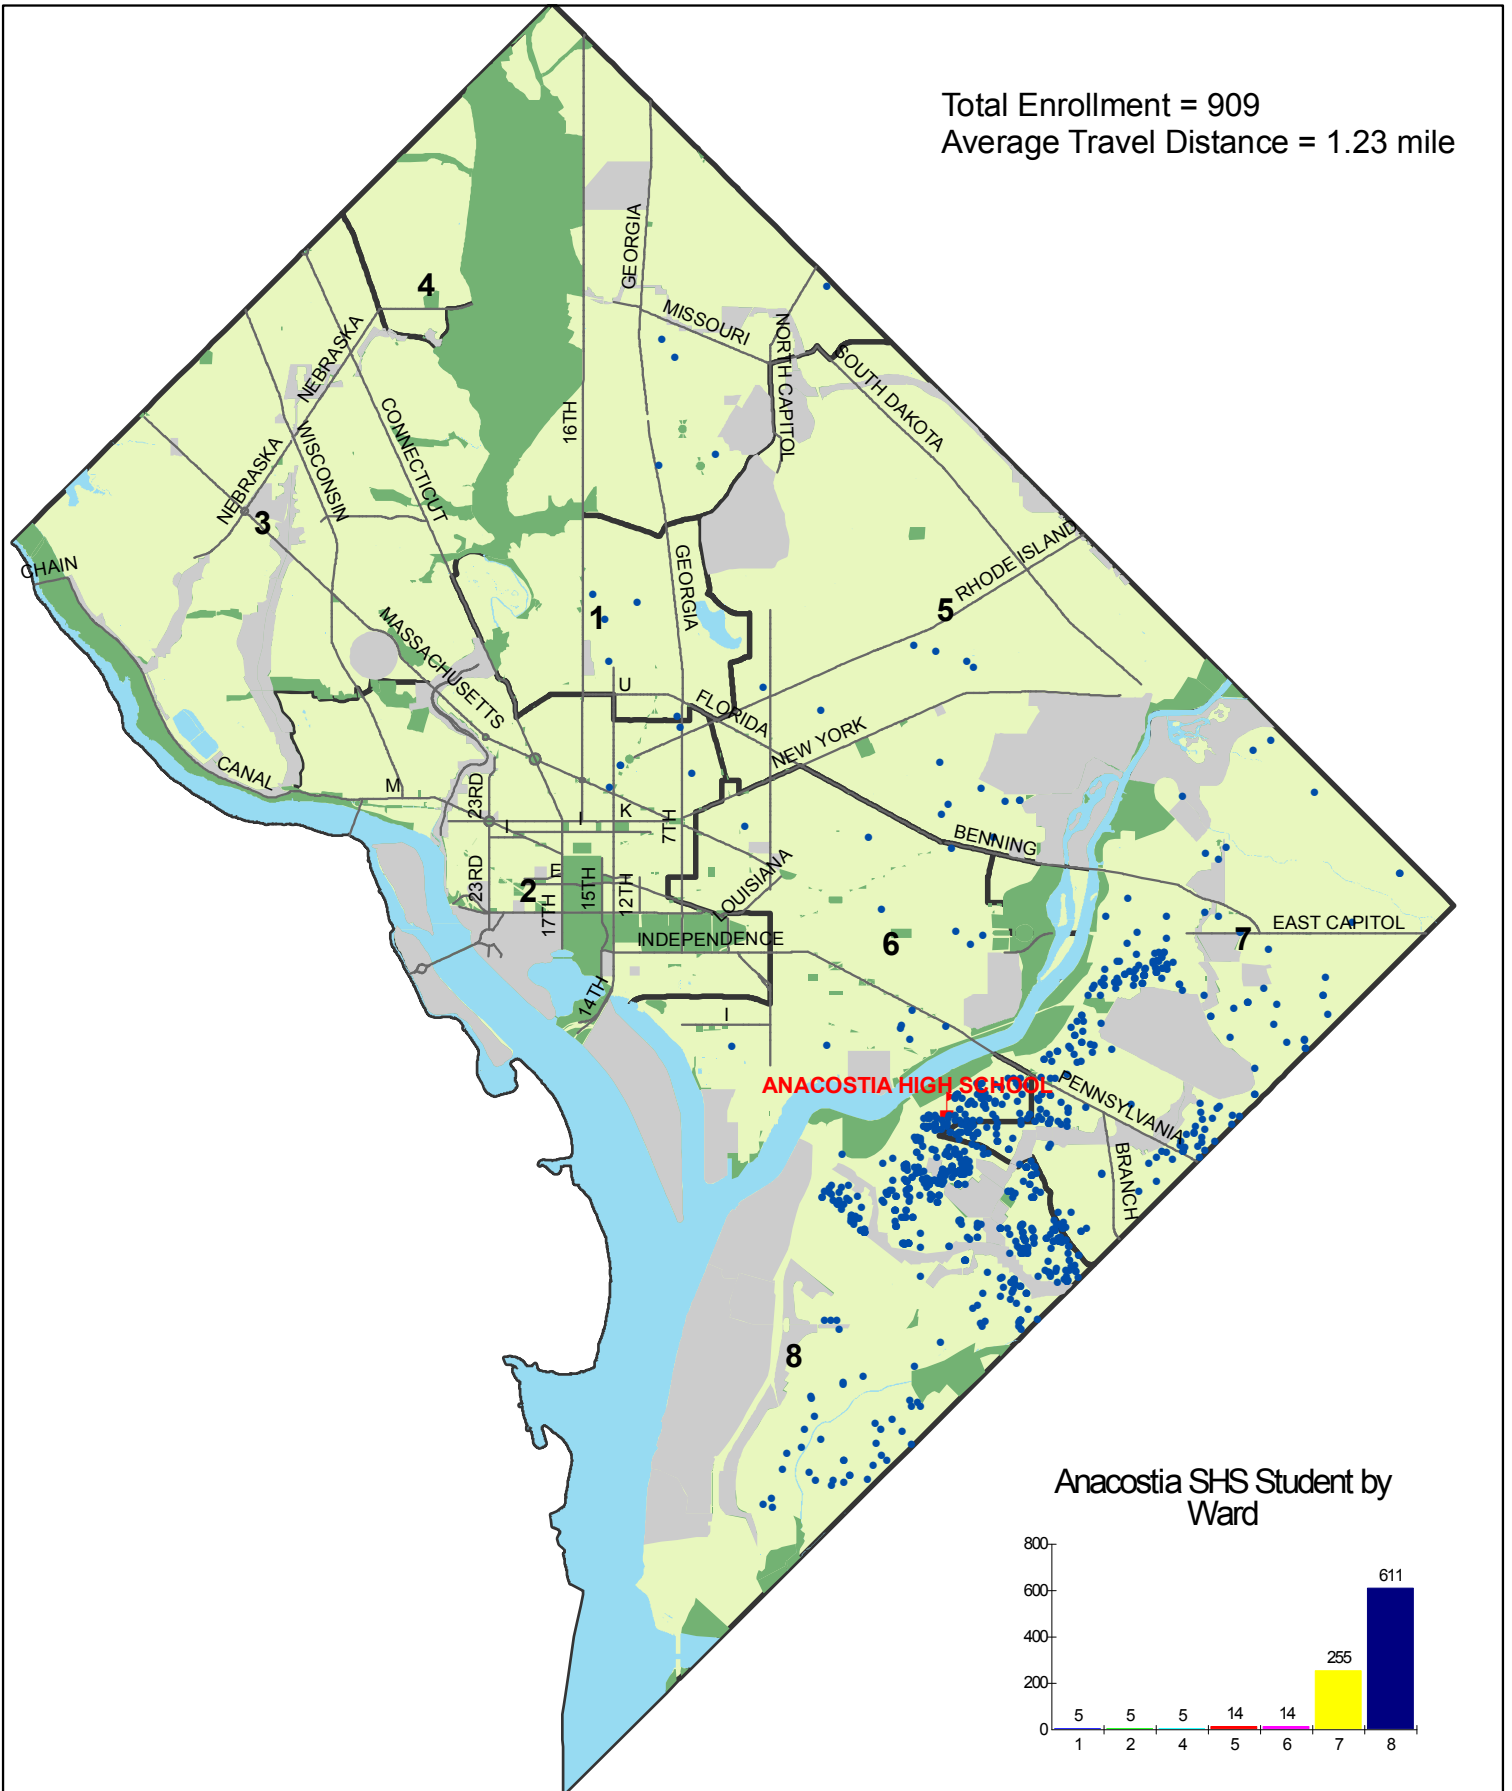 Total Enrollment = 909
Average Travel Distance = 1.23 mile
GEORGIA
4
MISSOURI
NORTH CAPITOL
SOUTH DAKOTA
NEBRASKA
CONNECTICUT
16TH
WISCONSIN
NEBRASKA
3
CHAIN
GEORGIA
RHODE ISLAND
5
1
MASSACHUSETTS
U
FLORIDA
NEW YORK
CANAL
M
23RD
K
I
I
7TH
BENNING
E
23RD
2
15TH
12TH
17TH
LOUISIANA
INDEPENDENCE
6
EAST CAPITOL
7
14TH
I
ANACOSTIA HIGH SCHOOL
PENNSYLVANIA
BRANCH
8
Anacostia SHS Student by
Ward
800
600
400
200
0
5
5
5
14
14
255
611
1
2
4
5
6
7
8